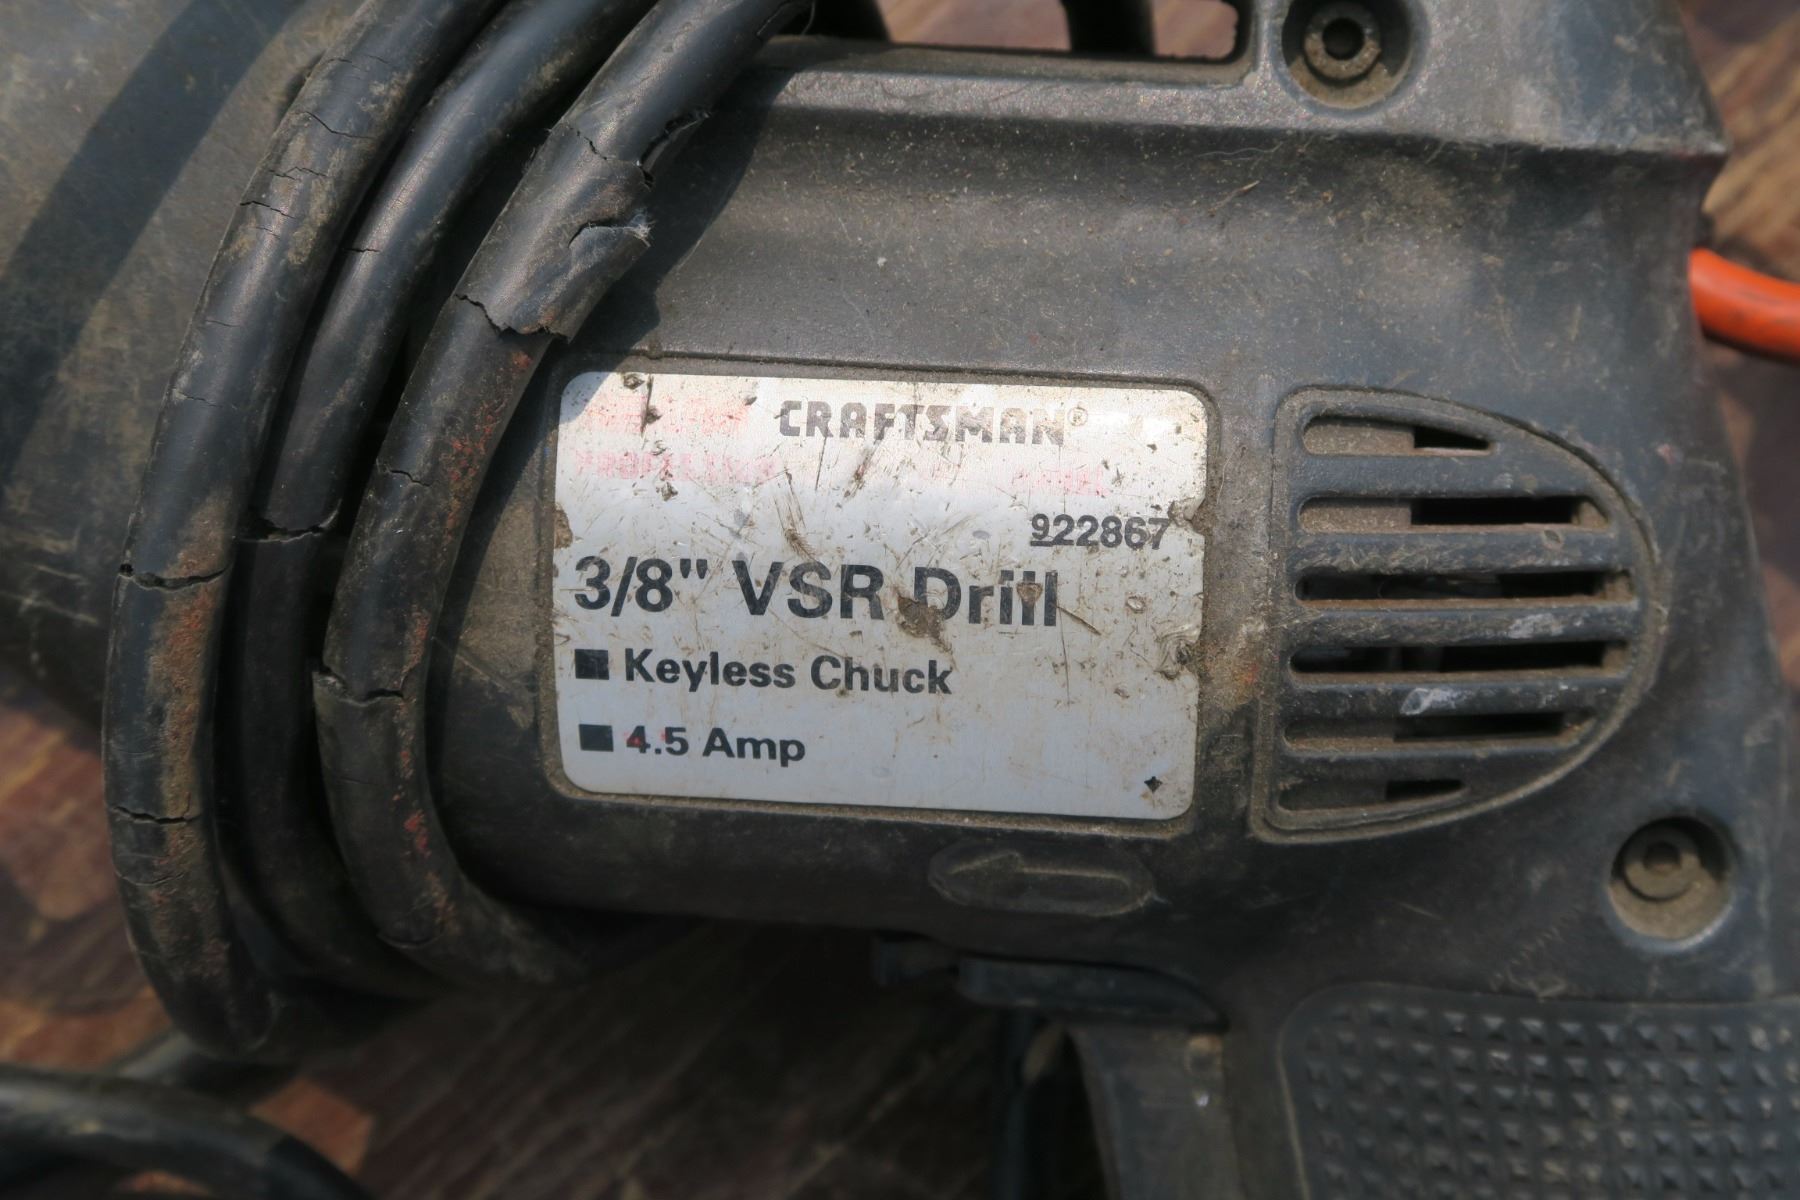 CRAFTSMAN®
922867
3/8" VSR Drill
■ Keyless Chuck
■ 4.5 Amp